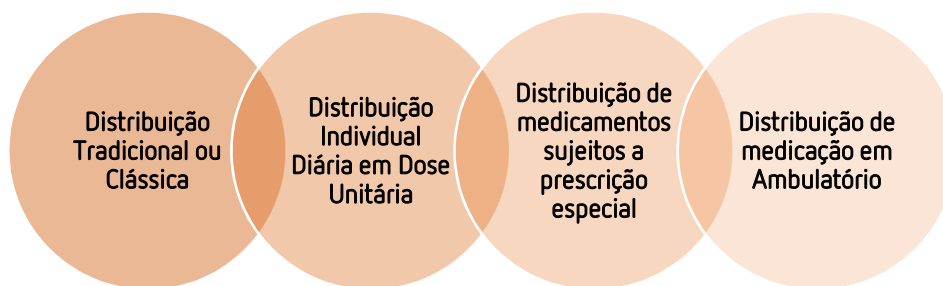 Distribuição
Tradicional ou
Clássica
Distribuição
Individual
Diária em Dose
Unitária
Distribuição de
medicamentos
sujeitos a
prescrição
especial
Distribuição de
medicação em
Ambulatório